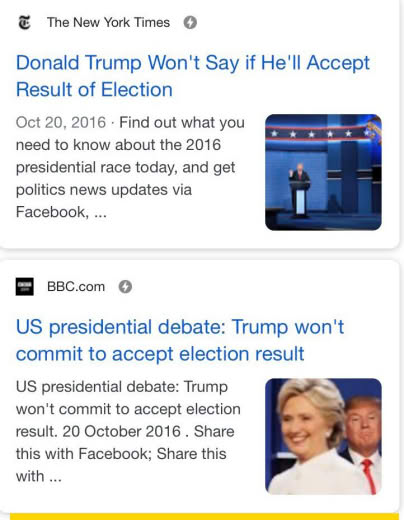 The New York Times
Donald Trump Won't Say if He'll Accept
Result of Election
Oct 20, 2016 · Find out what you
need to know about the 2016
presidential race today, and get
politics news updates via
Facebook, ...
BBC.com
US presidential debate: Trump won't
commit to accept election result
US presidential debate: Trump
won't commit to accept election
result. 20 October 2016 . Share
this with Facebook; Share this
with ...